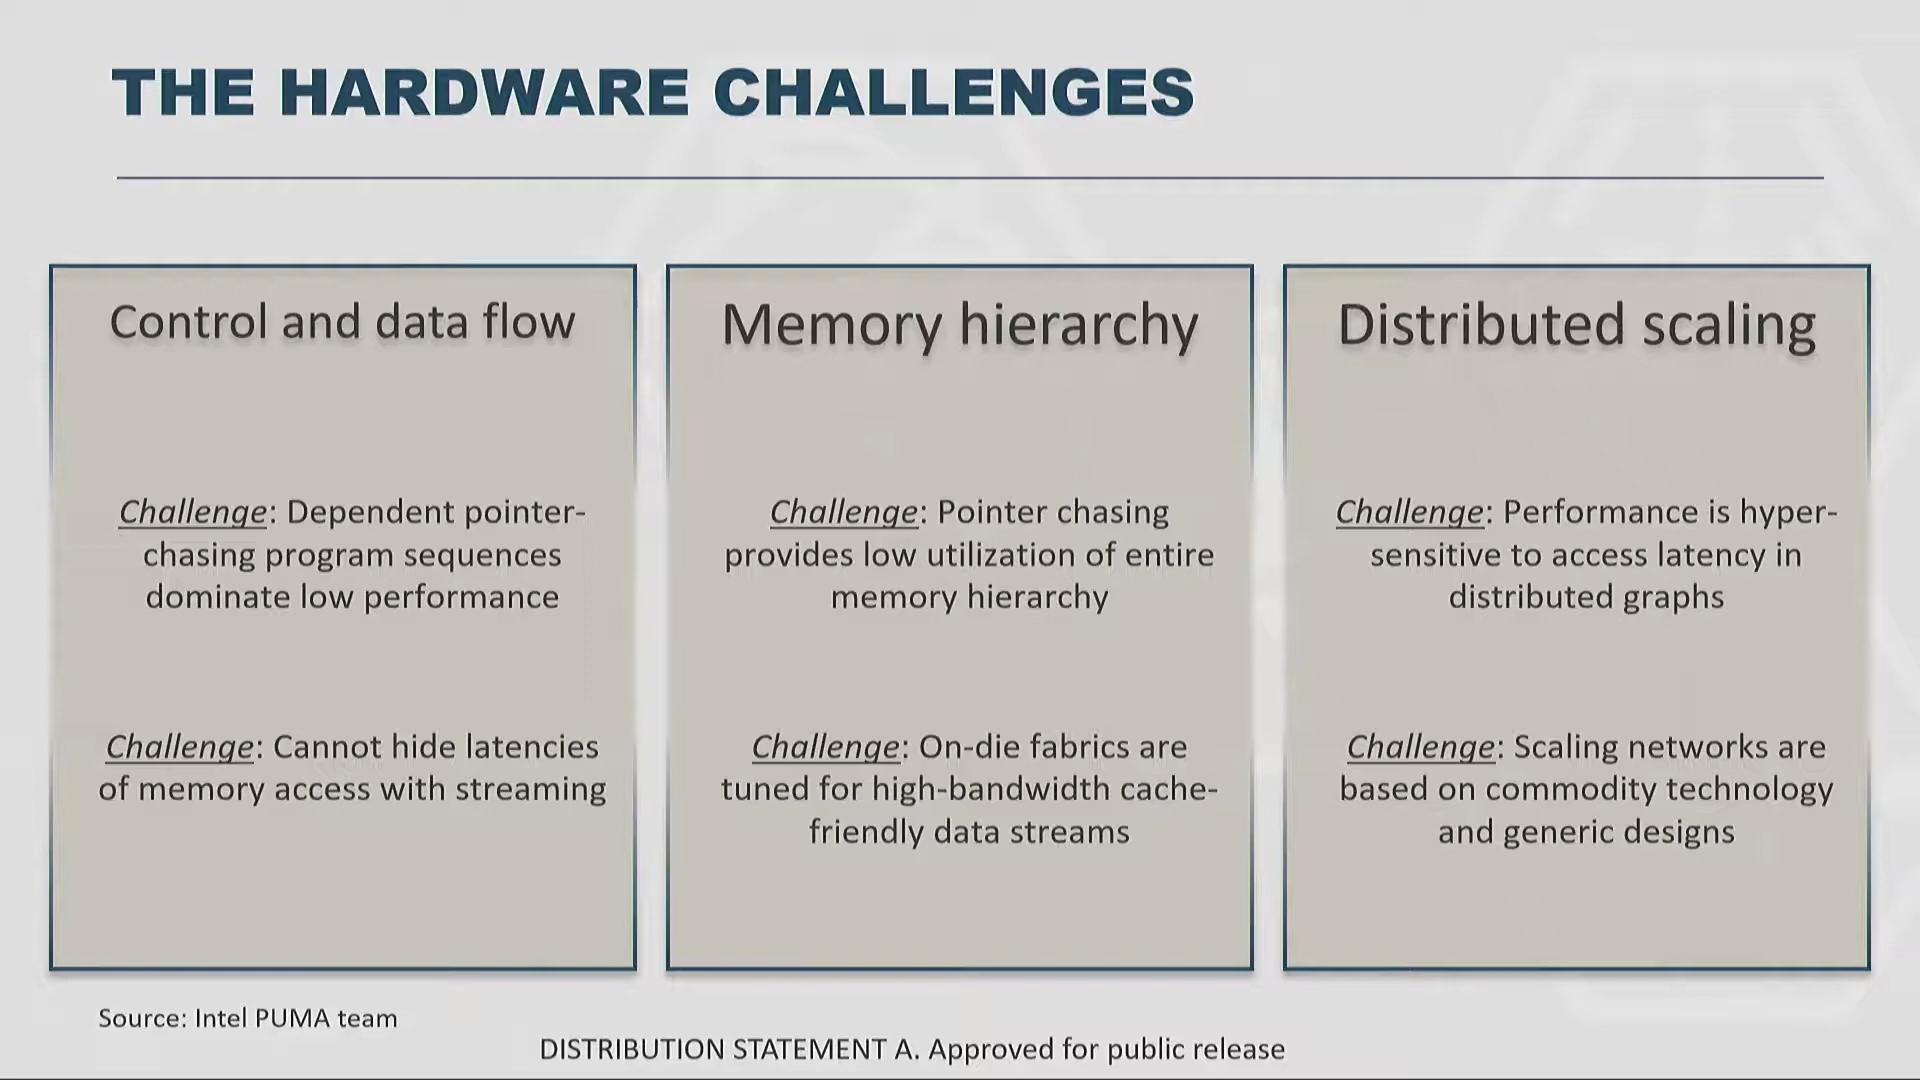 THE HARDWARE CHALLENGES
Control and data flow
Challenge: Dependent pointer-
chasing program sequences
dominate low performance
Challenge: Cannot hide latencies
of memory access with streaming
Memory hierarchy
Challenge: Pointer chasing
provides low utilization of entire
memory hierarchy
Challenge: On-die fabrics are
tuned for high-bandwidth cache-
friendly data streams
Distributed scaling
Challenge: Performance is hyper-
sensitive to access latency in
distributed graphs
Challenge: Scaling networks are
based on commodity technology
and generic designs
Source: Intel PUMA team
DISTRIBUTION STATEMENT A. Approved for public release